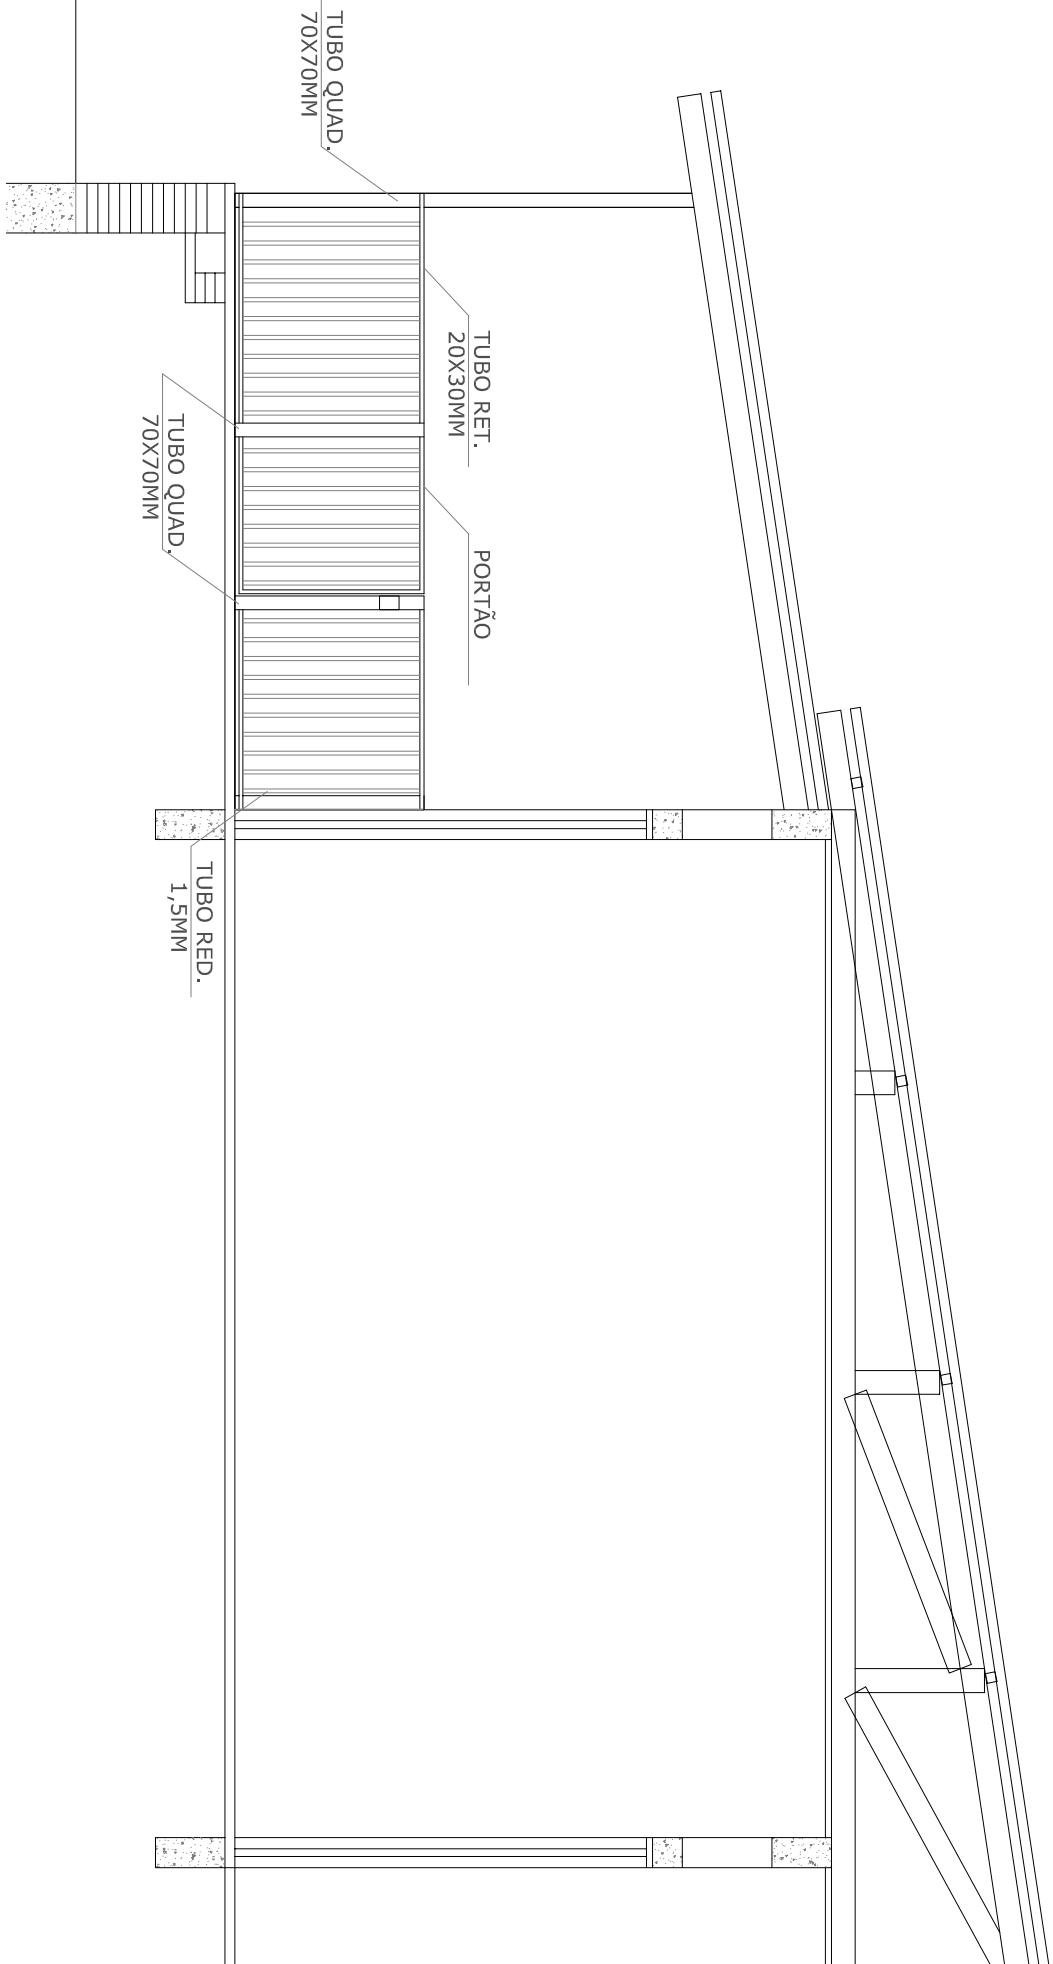 TUBO QUAD.
70X70MM
TUBO RET.
20X30MM
TUBO QUAD.
70X70MM
PORTÃO
TUBO RED.
1,5MM